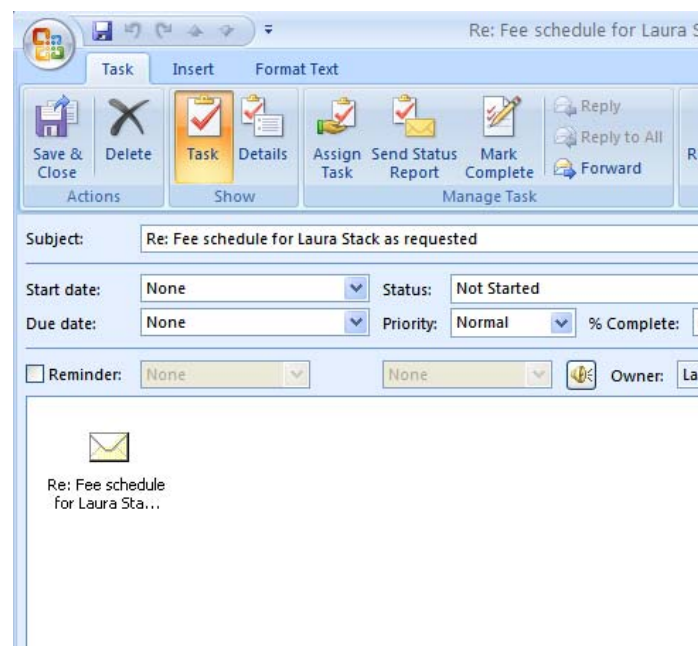 Re: Fee schedule for Laura S
Task Insert Format Text
Save & Close
Delete
Task
Details
Assign Task
Send Status Report
Mark Complete
Reply
Reply to All
Forward
R
Actions Show Manage Task
Subject: Re: Fee schedule for Laura Stack as requested
Start date: None Status: Not Started
Due date: None Priority: Normal % Complete:
Reminder: None None Owner: La
Re: Fee schedule
for Laura Sta...